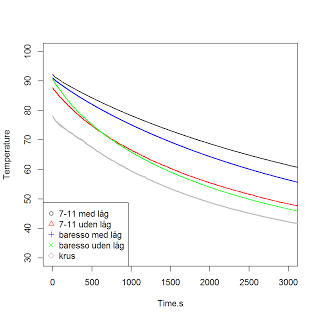 100
90
80
70
60
50
40
30
Temperature
7-11 med låg
7-11 uden låg
baresso med låg
baresso uden låg
krus
0 500 1000 1500 2000 2500 3000
Time.s